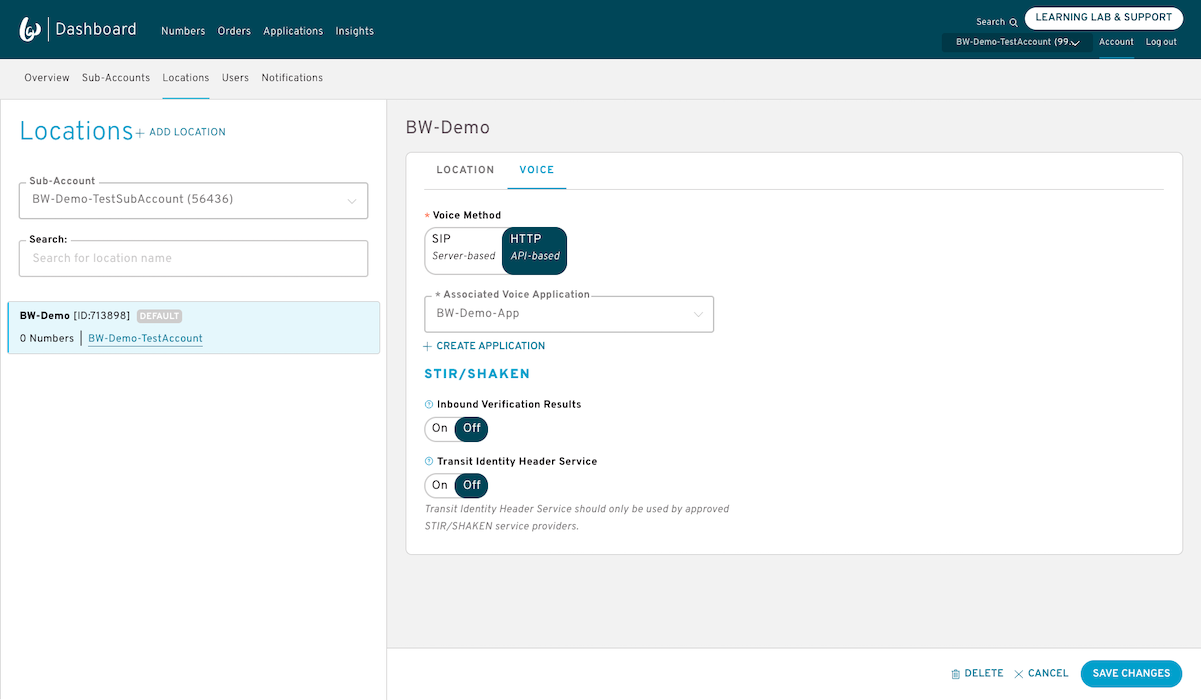 Dashboard
Numbers Orders Applications Insights
Search
LEARNING LAB & SUPPORT
BW-Demo-TestAccount (99.
Account
Log out
Overview Sub-Accounts Locations Users Notifications
Locations
+ ADD LOCATION
Sub-Account
BW-Demo-TestSubAccount (56436)
Search:
Search for location name
BW-Demo [ID:713898] DEFAULT
0 Numbers | BW-Demo-TestAccount
BW-Demo
LOCATION VOICE
* Voice Method
SIP
Server-based
HTTP
API-based
* Associated Voice Application
BW-Demo-App
+ CREATE APPLICATION
STIR/SHAKEN
? Inbound Verification Results
On Off
? Transit Identity Header Service
On Off
Transit Identity Header Service should only be used by approved
STIR/SHAKEN service providers.
DELETE
CANCEL
SAVE CHANGES